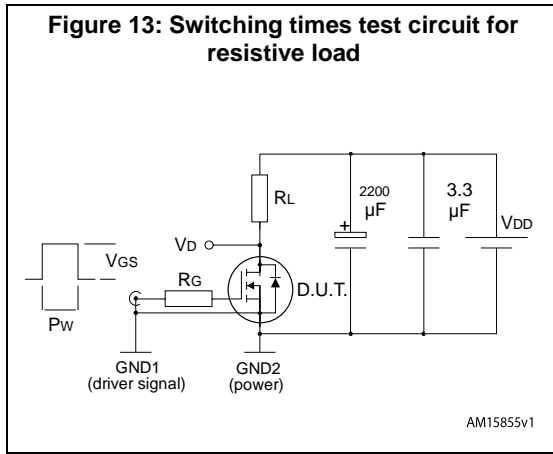 Figure 13: Switching times test circuit for
resistive load
RL
2200
µF
+
3.3
µF
VDD
VD
VGS
RG
D.U.T.
PW
GND1
(driver signal)
GND2
(power)
AM15855v1